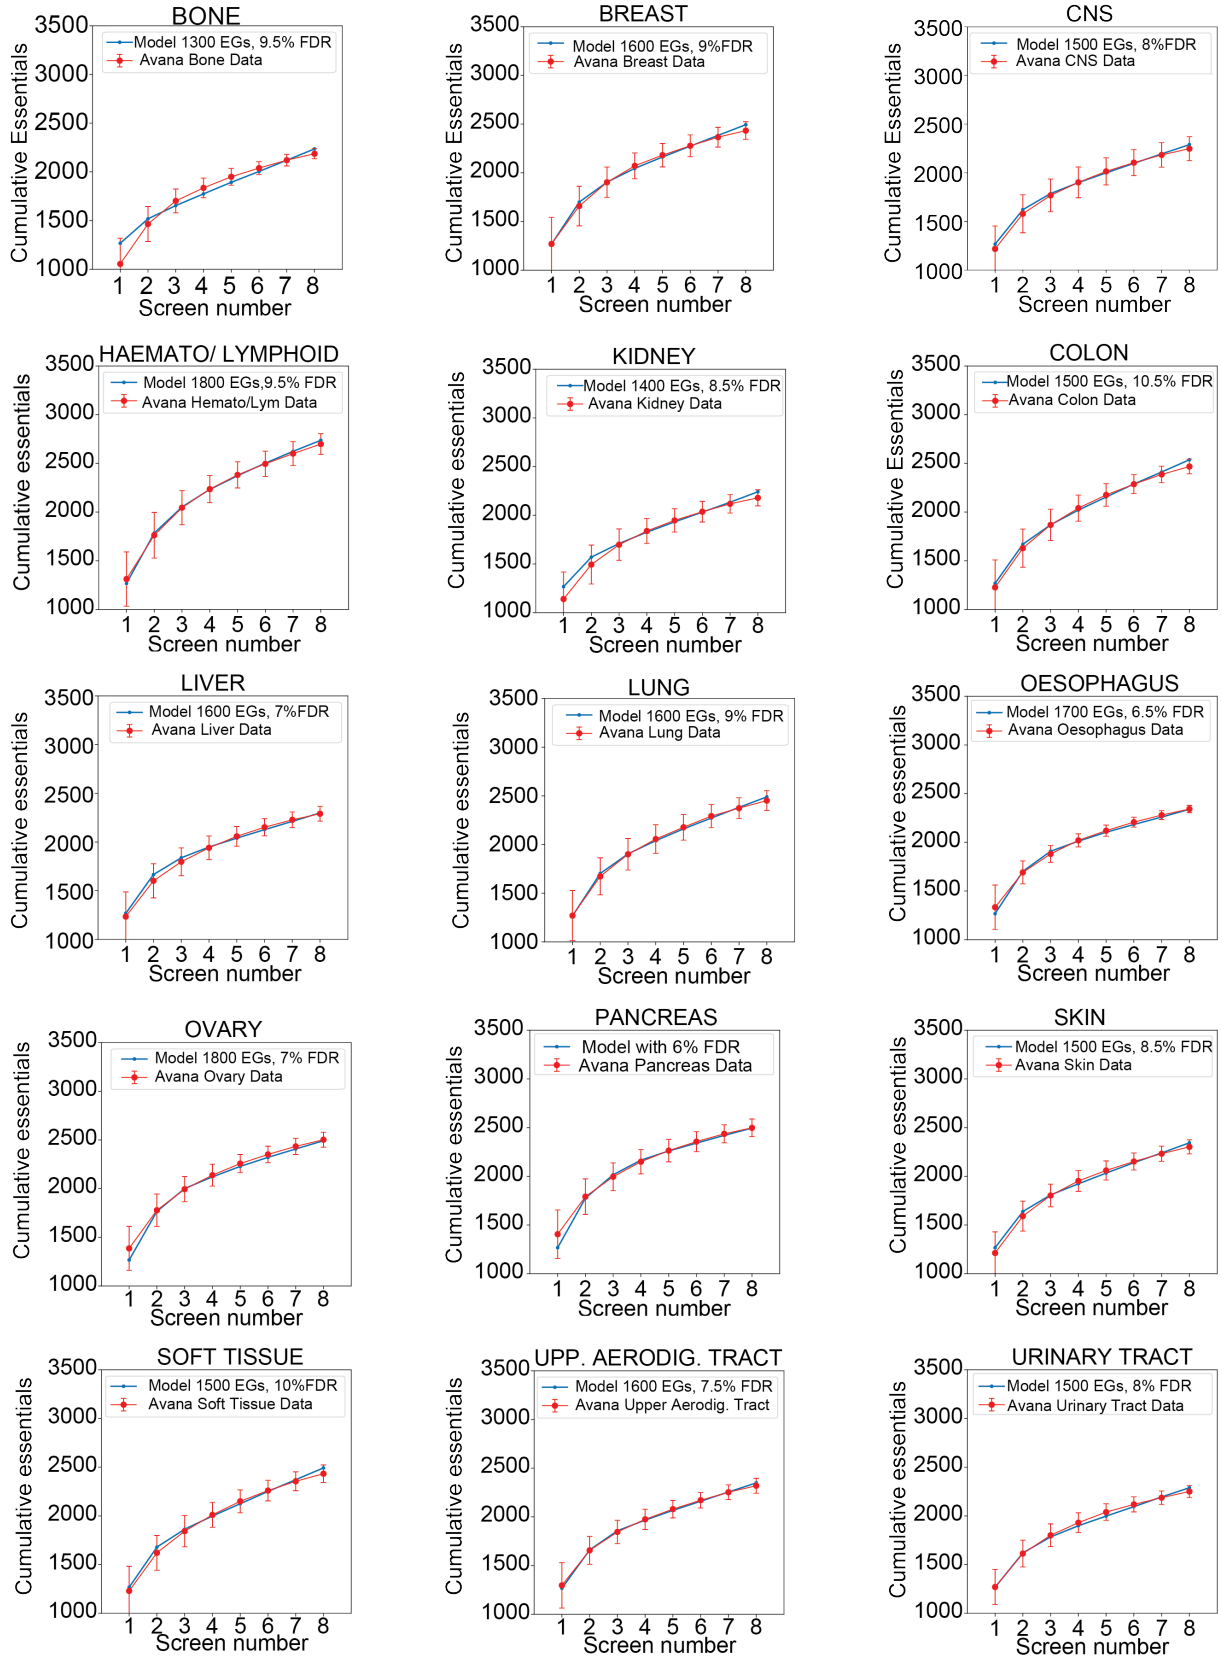 BONE
3500
3000
2500
2000
1500
1000
Cumulative Essentials
Model 1300 EGs, 9.5% FDR
Avana Bone Data
1 2 3 4 5 6 7 8
Screen number
BREAST
3500
3000
2500
2000
1500
1000
Cumulative Essentials
Model 1600 EGs, 9%FDR
Avana Breast Data
1 2 3 4 5 6 7 8
Screen number
CNS
3500
3000
2500
2000
1500
1000
Cumulative Essentials
Model 1500 EGs, 8%FDR
Avana CNS Data
1 2 3 4 5 6 7 8
Screen number
HAEMATO/ LYMPHOID
3500
3000
2500
2000
1500
1000
Cumulative essentials
Model 1800 EGs,9.5% FDR
Avana Hemato/Lym Data
1 2 3 4 5 6 7 8
Screen number
KIDNEY
3500
3000
2500
2000
1500
1000
Cumulative essentials
Model 1400 EGs, 8.5% FDR
Avana Kidney Data
1 2 3 4 5 6 7 8
Screen number
COLON
3500
3000
2500
2000
1500
1000
Cumulative Essentials
Model 1500 EGs, 10.5% FDR
Avana Colon Data
1 2 3 4 5 6 7 8
Screen number
LIVER
3500
3000
2500
2000
1500
1000
Cumulative essentials
Model 1600 EGs, 7%FDR
Avana Liver Data
1 2 3 4 5 6 7 8
Screen number
LUNG
3500
3000
2500
2000
1500
1000
Cumulative essentials
Model 1600 EGs, 9% FDR
Avana Lung Data
1 2 3 4 5 6 7 8
Screen number
OESOPHAGUS
3500
3000
2500
2000
1500
1000
Cumulative essentials
Model 1700 EGs, 6.5% FDR
Avana Oesophagus Data
1 2 3 4 5 6 7 8
Screen number
OVARY
3500
3000
2500
2000
1500
1000
Cumulative essentials
Model 1800 EGs, 7% FDR
Avana Ovary Data
1 2 3 4 5 6 7 8
Screen number
PANCREAS
3500
3000
2500
2000
1500
1000
Cumulative essentials
Model with 6% FDR
Avana Pancreas Data
1 2 3 4 5 6 7 8
Screen number
SKIN
3500
3000
2500
2000
1500
1000
Cumulative essentials
Model 1500 EGs, 8.5% FDR
Avana Skin Data
1 2 3 4 5 6 7 8
Screen number
SOFT TISSUE
3500
3000
2500
2000
1500
1000
Cumulative essentials
Model 1500 EGs, 10%FDR
Avana Soft Tissue Data
1 2 3 4 5 6 7 8
Screen number
UPP. AERODIG. TRACT
3500
3000
2500
2000
1500
1000
Cumulative essentials
Model 1600 EGs, 7.5% FDR
Avana Upper Aerodig. Tract
1 2 3 4 5 6 7 8
Screen number
URINARY TRACT
3500
3000
2500
2000
1500
1000
Cumulative essentials
Model 1500 EGs, 8% FDR
Avana Urinary Tract Data
1 2 3 4 5 6 7 8
Screen number